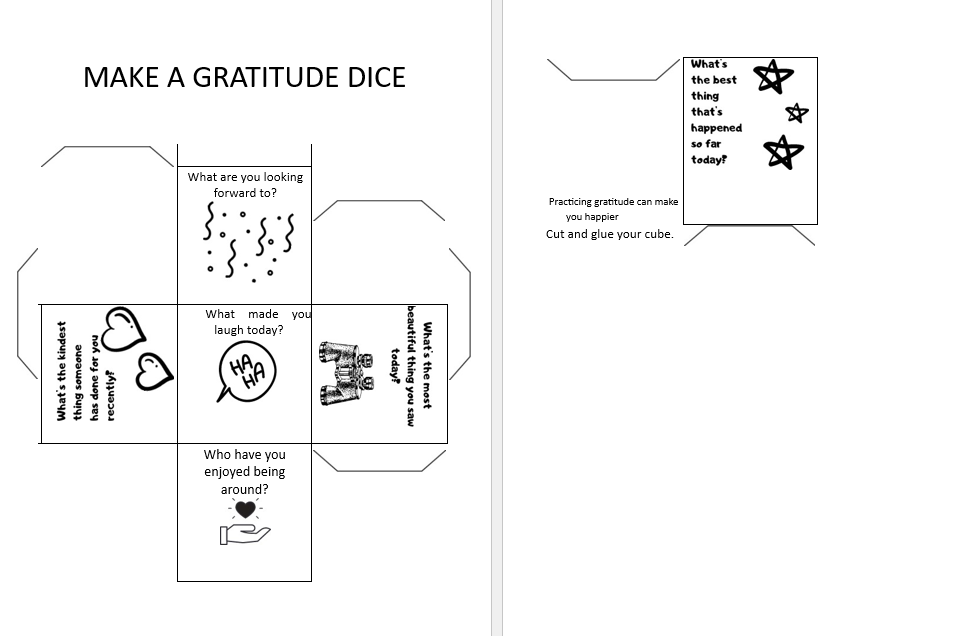 MAKE A GRATITUDE DICE
What are you looking
forward to?
What's the kindest
thing someone
has done for you
recently?
What made you
laugh today?
HA
HA
What's the most
beautiful thing you saw
today?
Who have you
enjoyed being
around?
What's
the best
thing
that's
happened
so far
today?
Practicing gratitude can make
you happier
Cut and glue your cube.